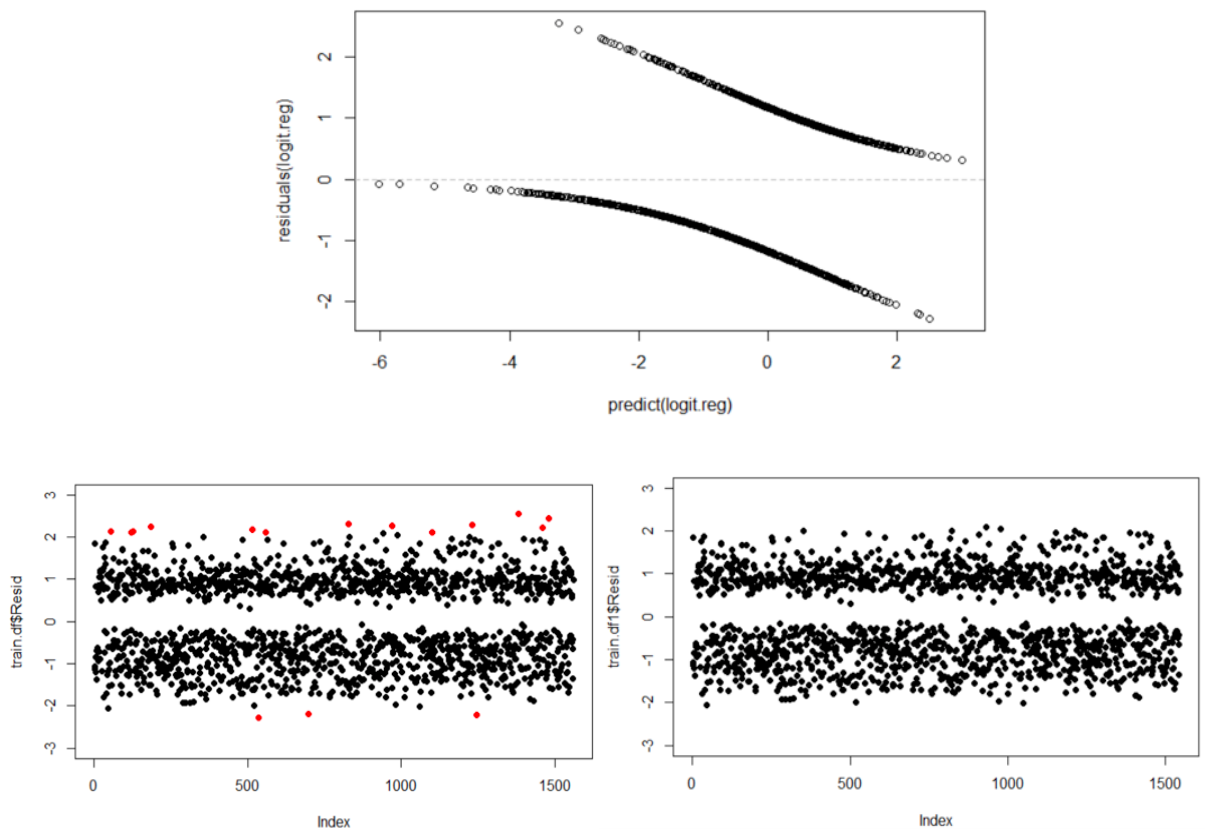 residuals(logit.reg)
2
1
0
-1
-2
-6 -4 -2 0 2
predict(logit.reg)
train.df$Resid
3
2
1
0
-1
-2
-3
0 500 1000 1500
Index
train.df1$Resid
3
2
1
0
-1
-2
-3
0 500 1000 1500
Index